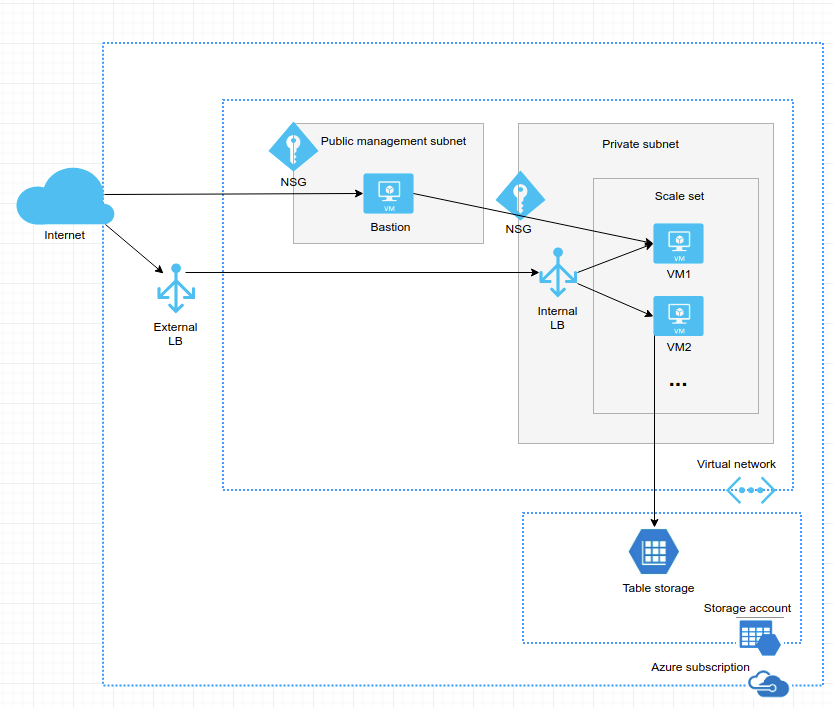 Public management subnet
Private subnet
NSG
VM
Scale set
Internet
Bastion
NSG
VM
VM1
External
LB
Internal
LB
VM
VM2
...
Virtual network
Table storage
Storage account
Azure subscription